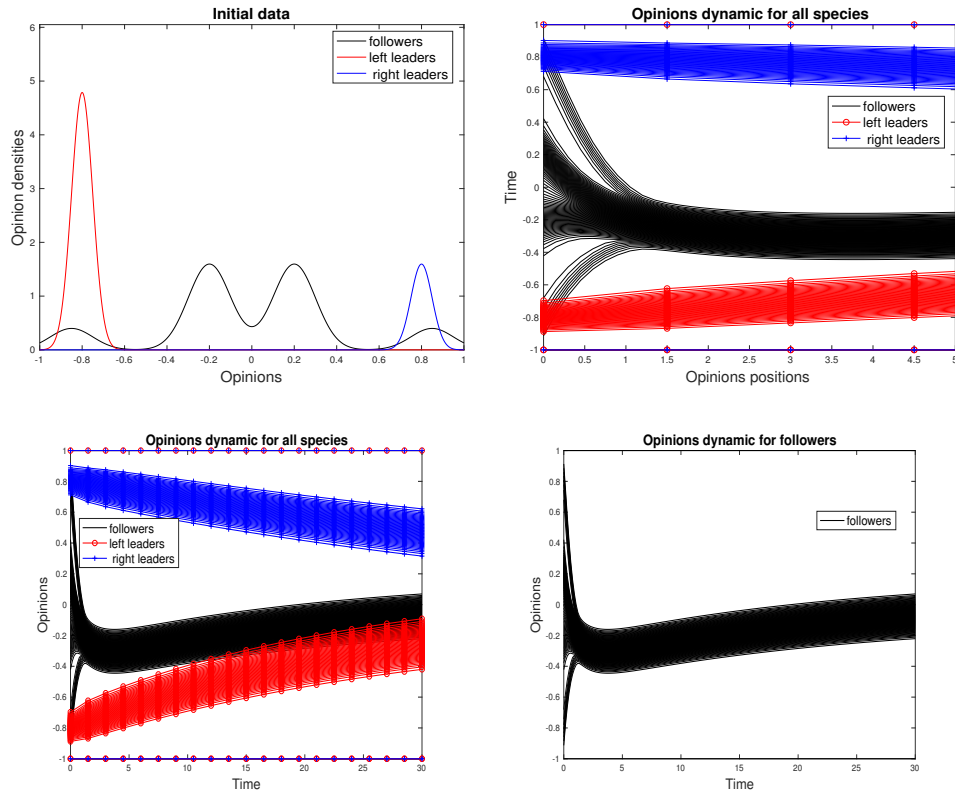 Initial data
6
5
4
3
2
1
0
-1 -0.8 -0.6 -0.4 -0.2 0 0.2 0.4 0.6 0.8 1
Opinion densities
Opinions
followers
left leaders
right leaders
Opinions dynamic for all species
1
0.8
0.6
0.4
0.2
0
-0.2
-0.4
-0.6
-0.8
-1
0 0.5 1 1.5 2 2.5 3 3.5 4 4.5 5
Time
Opinions positions
followers
left leaders
right leaders
Opinions dynamic for all species
1
0.8
0.6
0.4
0.2
0
-0.2
-0.4
-0.6
-0.8
-1
0 5 10 15 20 25 30
Opinions
Time
followers
left leaders
right leaders
Opinions dynamic for followers
1
0.8
0.6
0.4
0.2
0
-0.2
-0.4
-0.6
-0.8
-1
0 5 10 15 20 25 30
Opinions
Time
followers